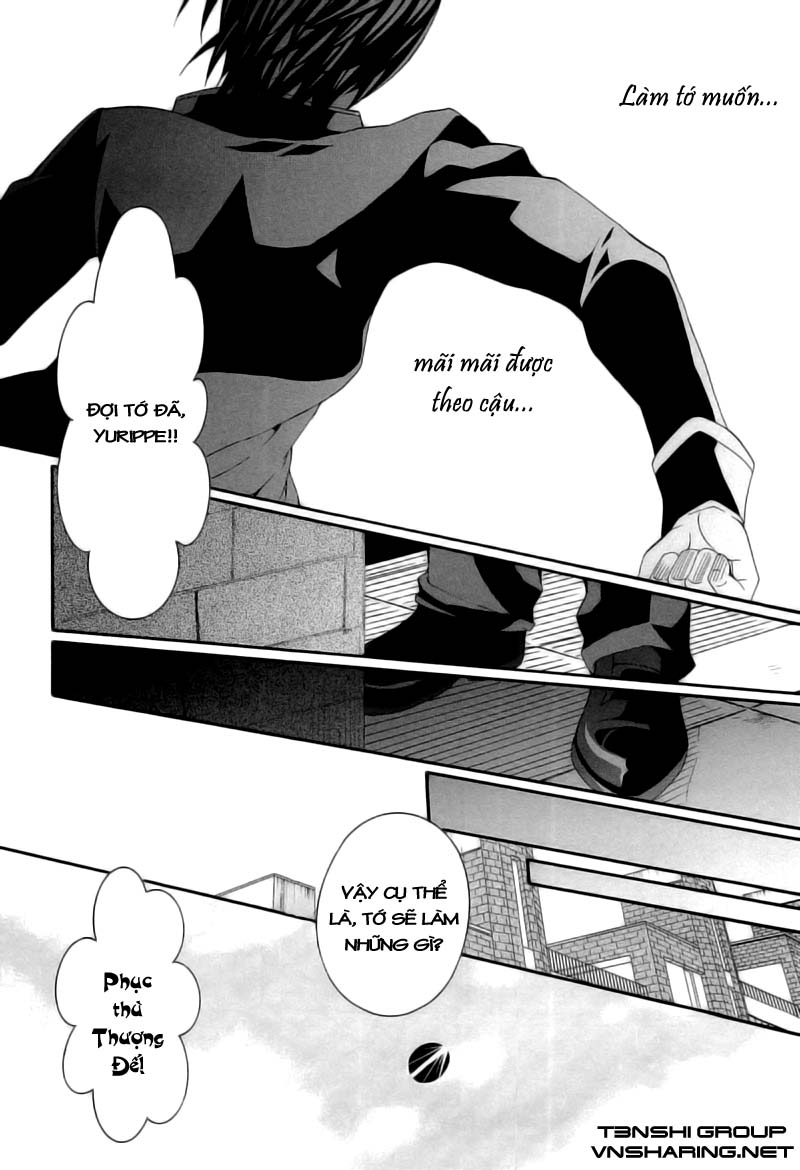 Làm tớ muốn...
mãi mãi được
theo cậu...
ĐỢI TỚ ĐÃ,
YURIPPE!!
VẬY CỤ THỂ
LÀ, TỚ SẼ LÀM
NHỮNG GÌ?
Phục
thù
Thượng
Đế!
T3NSHI GROUP
VNSHARING.NET